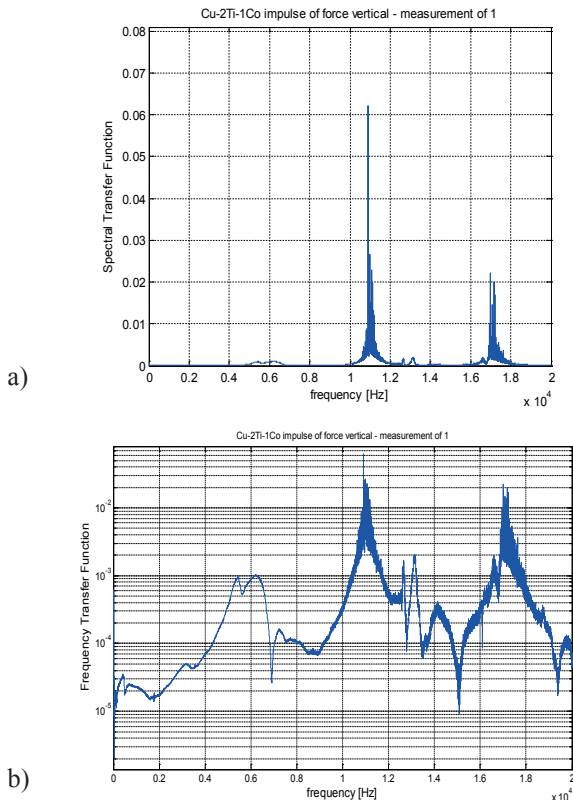 Cu-2Ti-1Co impulse of force vertical - measurement of 1
Spectral Transfer Function
0.08
0.07
0.06
0.05
0.04
0.03
0.02
0.01
0
0 0.2 0.4 0.6 0.8 1 1.2 1.4 1.6 1.8 2
x 10⁴
frequency [Hz]
a)
Cu-2Ti-1Co impulse of force vertical - measurement of 1
Frequency Transfer Function
10⁻²
10⁻³
10⁻⁴
10⁻⁵
0 0.2 0.4 0.6 0.8 1 1.2 1.4 1.6 1.8 2
x 10⁴
frequency [Hz]
b)